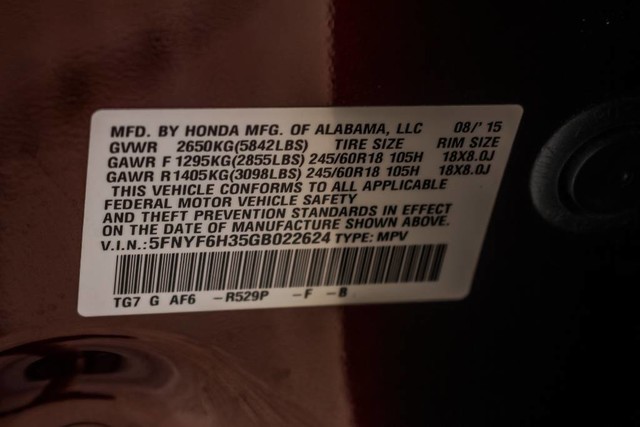 MFD. BY HONDA MFG. OF ALABAMA, LLC 08/'15
GVWR 2650KG(5842LBS) TIRE SIZE RIM SIZE
GAWR F 1295KG(2855LBS) 245/60R18 105H 18X8.0J
GAWR R 1405KG(3098LBS) 245/60R18 105H 18X8.0J
THIS VEHICLE CONFORMS TO ALL APPLICABLE
FEDERAL MOTOR VEHICLE SAFETY
AND THEFT PREVENTION STANDARDS IN EFFECT
ON THE DATE OF MANUFACTURE SHOWN ABOVE.
V.I.N.:5FNYF6H35GB022624 TYPE: MPV
TG7 G AF6 -R529P -F -B